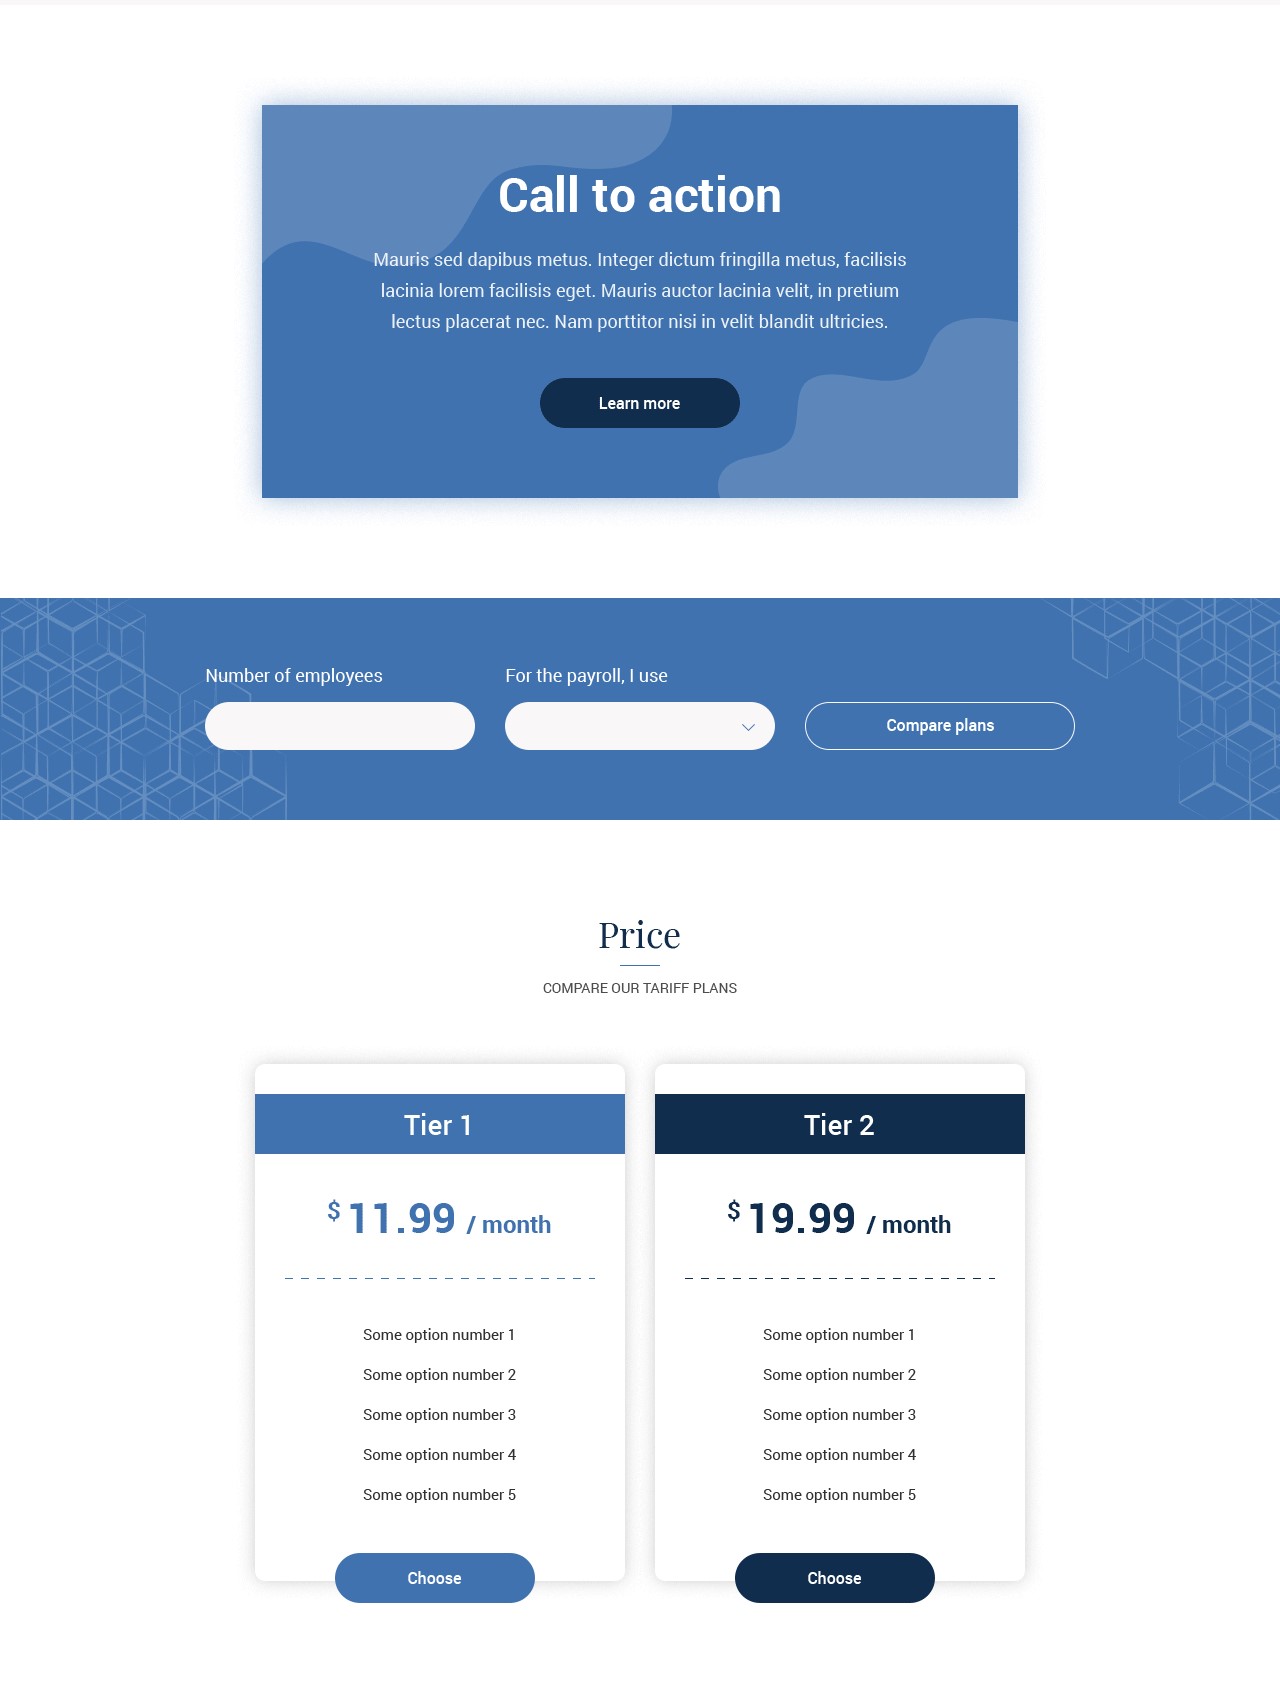 Call to action
Mauris sed dapibus metus. Integer dictum fringilla metus, facilisis
lacinia lorem facilisis eget. Mauris auctor lacinia velit, in pretium
lectus placerat nec. Nam porttitor nisi in velit blandit ultricies.
Learn more
Number of employees
For the payroll, I use
Compare plans
Price
COMPARE OUR TARIFF PLANS
Tier 1
$ 11.99 / month
Some option number 1
Some option number 2
Some option number 3
Some option number 4
Some option number 5
Choose
Tier 2
$ 19.99 / month
Some option number 1
Some option number 2
Some option number 3
Some option number 4
Some option number 5
Choose